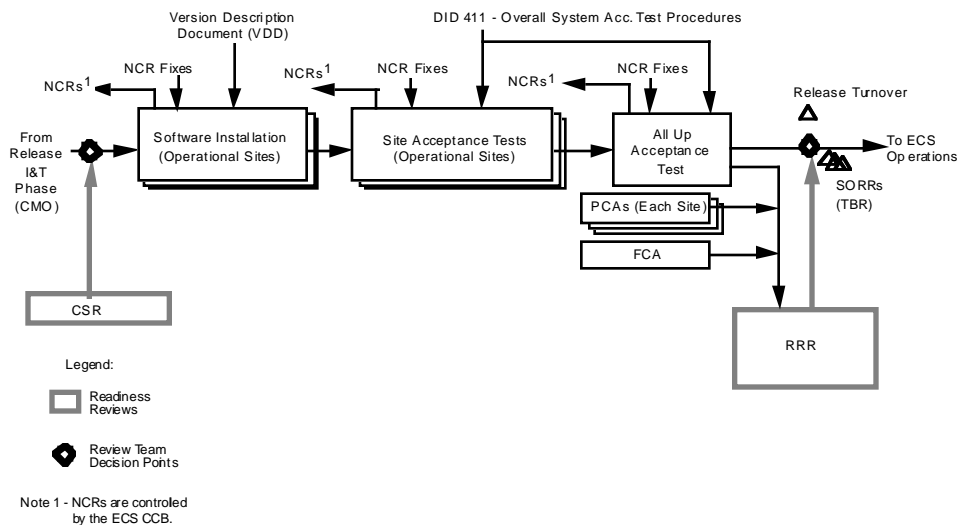 Version Description
Document (VDD)
DID 411 - Overall System Acc. Test Procedures
NCRs1
NCR Fixes
NCRs1
NCR Fixes
NCRs1
NCR Fixes
Release Turnover
From
Release
I&T
Phase
(CMO)
Software Installation
(Operational Sites)
Site Acceptance Tests
(Operational Sites)
All Up
Acceptance
Test
To ECS
Operations
SORRs
(TBR)
PCAs (Each Site)
FCA
CSR
RRR
Legend:
Readiness
Reviews
Review Team
Decision Points
Note 1 - NCRs are controled
by the ECS CCB.